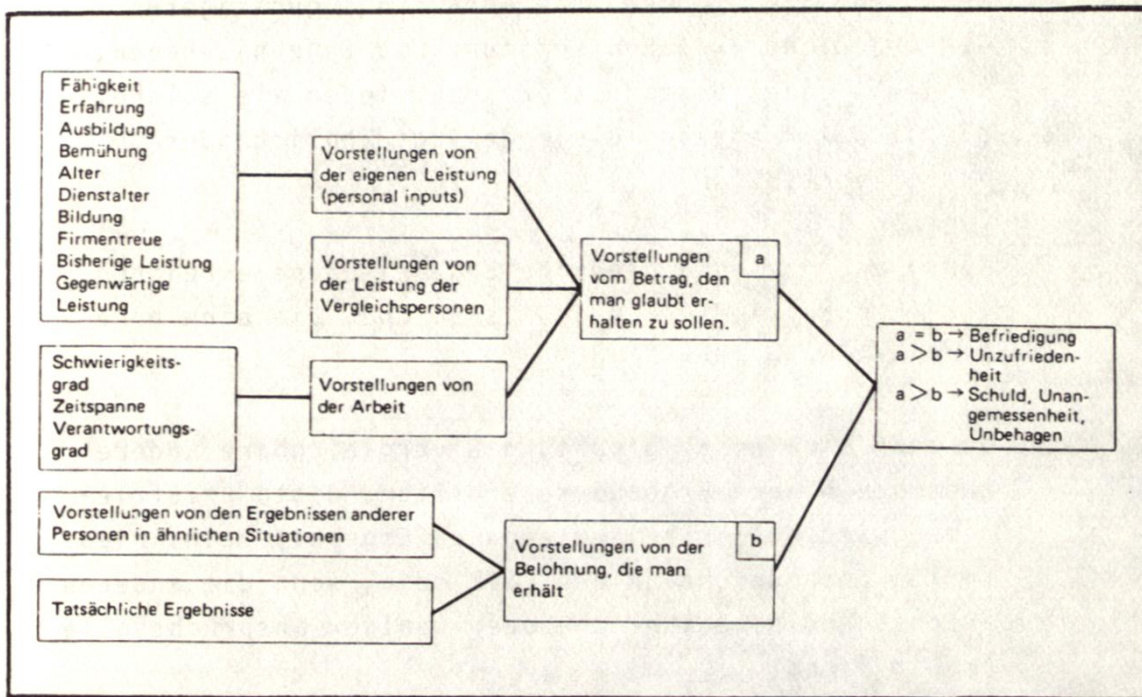 Fähigkeit
Erfahrung
Ausbildung
Bemühung
Alter
Dienstalter
Bildung
Firmentreue
Bisherige Leistung
Gegenwärtige
Leistung
Schwierigkeits-
grad
Zeitspanne
Verantwortungs-
grad
Vorstellungen von
der eigenen Leistung
(personal inputs)
Vorstellungen von
der Leistung der
Vergleichspersonen
Vorstellungen von
der Arbeit
a
Vorstellungen
vom Betrag, den
man glaubt er-
halten zu sollen.
Vorstellungen von den Ergebnissen anderer
Personen in ähnlichen Situationen
Tatsächliche Ergebnisse
b
Vorstellungen von der
Belohnung, die man
erhält
a = b → Befriedigung
a > b → Unzufrieden-
heit
a > b → Schuld, Unan-
gemessenheit,
Unbehagen